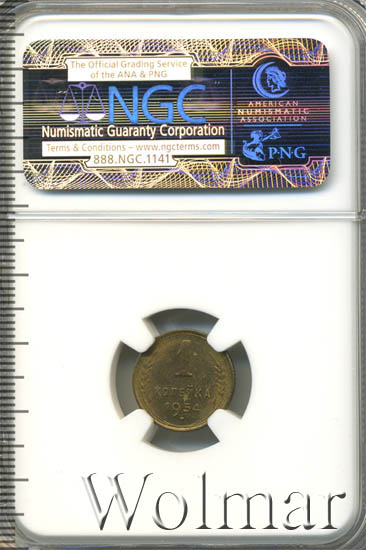 The Official Grading Service
of the ANA & PNG
NGC
Numismatic Guaranty Corporation
Terms & Conditions – www.ngcterms.com
888.NGC.1141
AMERICAN
NUMISMATIC
ASSOCIATION
P·N·G
1
КОПЕЙКА
1954
Wolmar